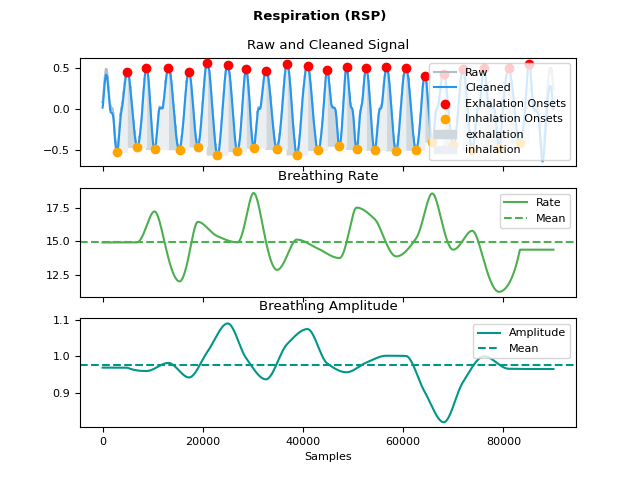 Respiration (RSP)
Raw and Cleaned Signal
0.5
0.0
−0.5
Raw
Cleaned
Exhalation Onsets
Inhalation Onsets
exhalation
inhalation
Breathing Rate
17.5
15.0
12.5
Rate
Mean
Breathing Amplitude
1.1
1.0
0.9
Amplitude
Mean
0 20000 40000 60000 80000
Samples